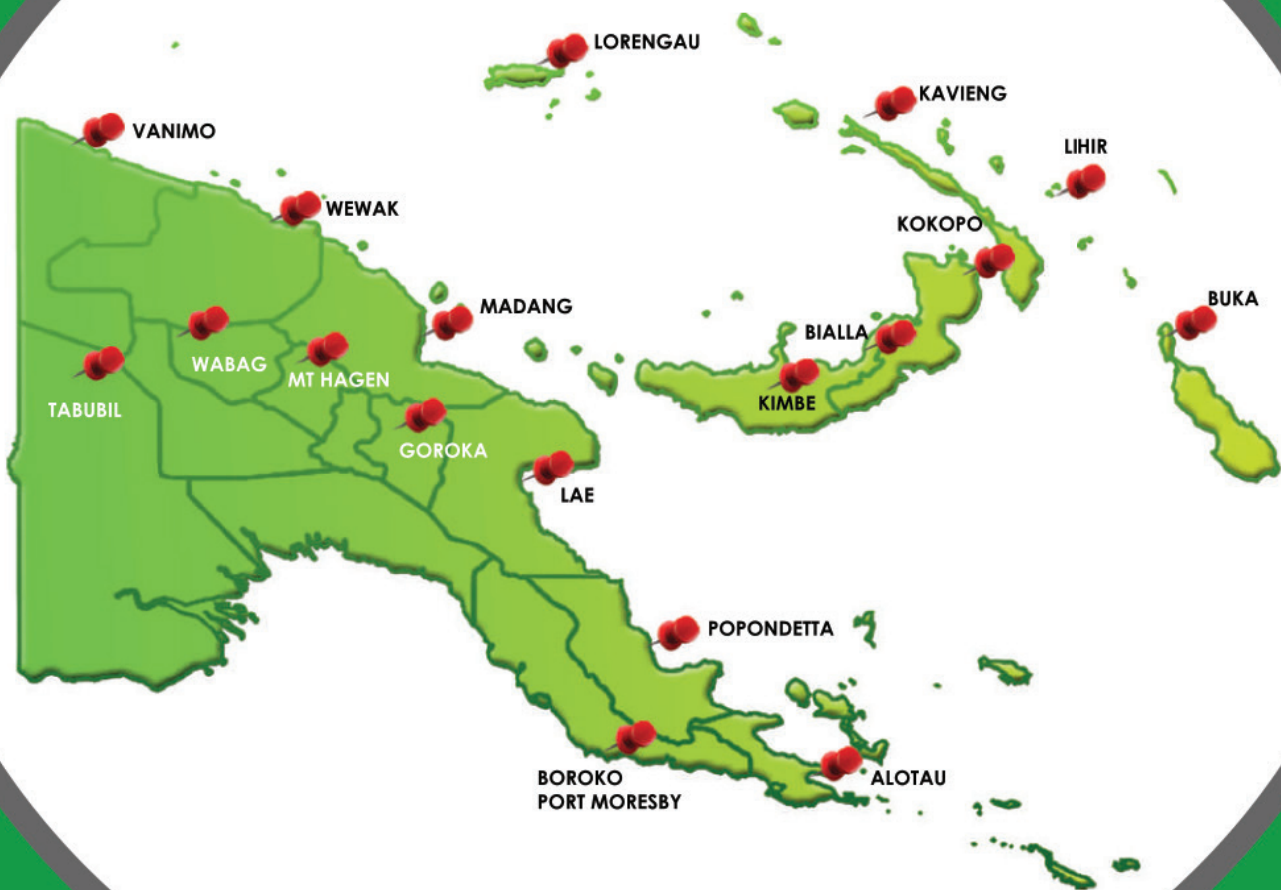 LORENGAU
KAVIENG
VANIMO
LIHIR
WEWAK
KOKOPO
MADANG
BUKA
BIALLA
WABAG
MT HAGEN
TABUBIL
KIMBE
GOROKA
LAE
POPONDETTA
BOROKO
PORT MORESBY
ALOTAU